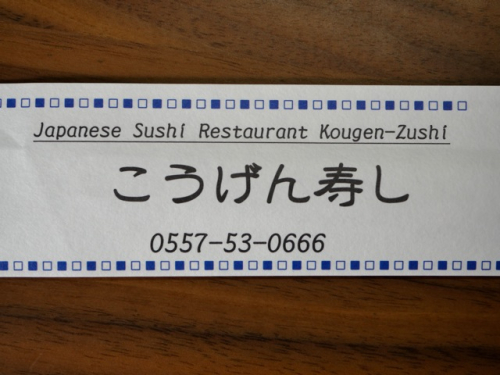 Japanese Sushi Restaurant Kougen-Zushi
こうげん寿し
0557-53-0666